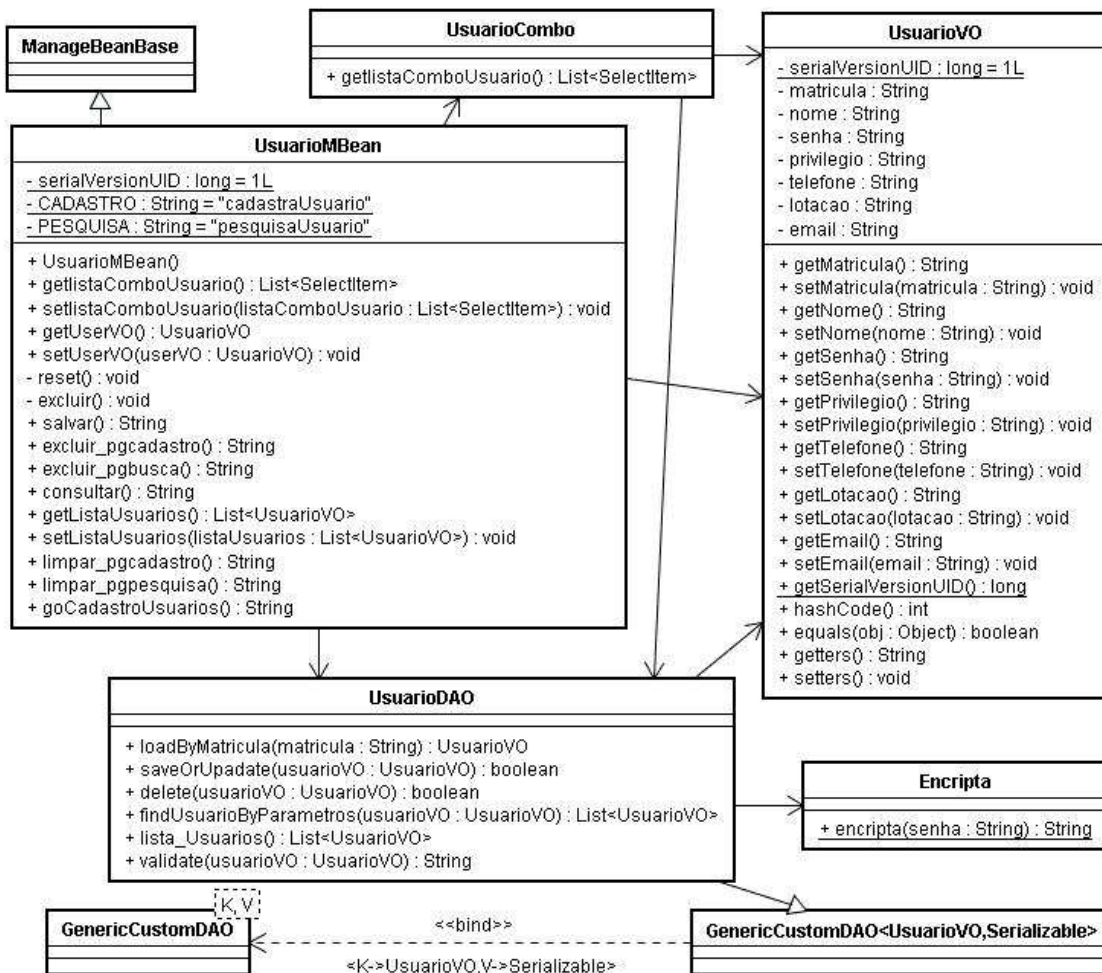 ManageBeanBase
UsuarioCombo
+ getlistaComboUsuario() : List<SelectItem>
UsuarioVO
- serialVersionUID : long = 1L
- matricula : String
- nome : String
- senha : String
- privilegio : String
- telefone : String
- lotacao : String
- email : String
+ getMatricula() : String
+ setMatricula(matricula : String) : void
+ getNome() : String
+ setNome(nome : String) : void
+ getSenha() : String
+ setSenha(senha : String) : void
+ getPrivilegio() : String
+ setPrivilegio(privilegio : String) : void
+ getTelefone() : String
+ setTelefone(telefone : String) : void
+ getLotacao() : String
+ setLotacao(lotacao : String) : void
+ getEmail() : String
+ setEmail(email : String) : void
+ getSerialVersionUID() : long
+ hashCode() : int
+ equals(obj : Object) : boolean
+ getters() : String
+ setters() : void
UsuarioMBean
- serialVersionUID : long = 1L
- CADASTRO : String = "cadastraUsuario"
- PESQUISA : String = "pesquisaUsuario"
+ UsuarioMBean()
+ getlistaComboUsuario() : List<SelectItem>
+ setlistaComboUsuario(listaComboUsuario : List<SelectItem>) : void
+ getUserVO() : UsuarioVO
+ setUserVO(userVO : UsuarioVO) : void
- reset() : void
- excluir() : void
+ salvar() : String
+ excluir_pgcadastro() : String
+ excluir_pgbusca() : String
+ consultar() : String
+ getListaUsuarios() : List<UsuarioVO>
+ setListaUsuarios(listaUsuarios : List<UsuarioVO>) : void
+ limpar_pgcadastro() : String
+ limpar_pgpesquisa() : String
+ goCadastroUsuarios() : String
UsuarioDAO
+ loadByMatricula(matricula : String) : UsuarioVO
+ saveOrUpadate(usuarioVO : UsuarioVO) : boolean
+ delete(usuarioVO : UsuarioVO) : boolean
+ findUsuarioByParametros(usuarioVO : UsuarioVO) : List<UsuarioVO>
+ lista_Usuarios() : List<UsuarioVO>
+ validate(usuarioVO : UsuarioVO) : String
Encripta
+ encripta(senha : String) : String
K, V
GenericCustomDAO
<<bind>>
<K->UsuarioVO,V->Serializable>
GenericCustomDAO<UsuarioVO,Serializable>